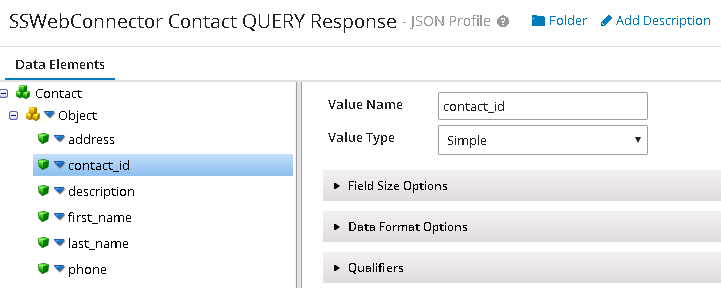 SSWebConnector Contact QUERY Response - JSON Profile ? Folder Add Description
Data Elements
Contact
Object
address
contact_id
description
first_name
last_name
phone
Value Name contact_id
Value Type Simple
Field Size Options
Data Format Options
Qualifiers